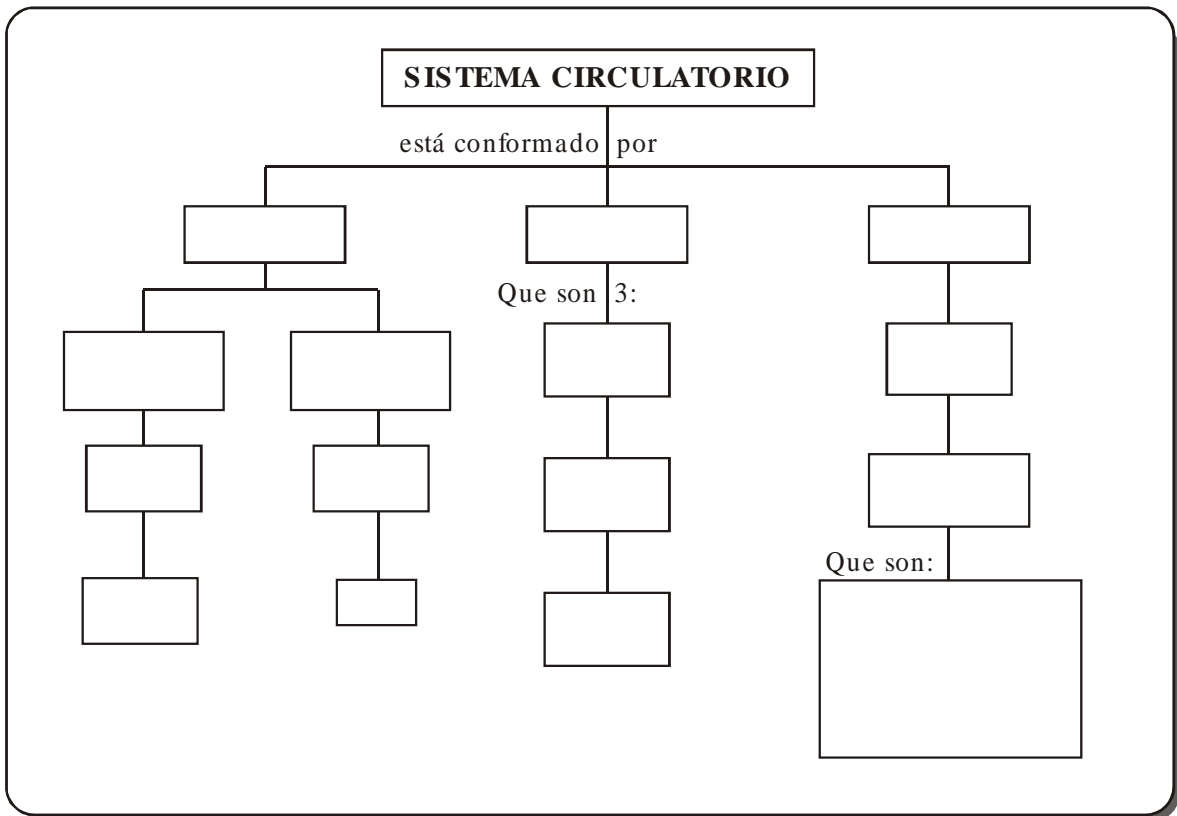 SISTEMA CIRCULATORIO
está conformado por
Que son 3:
Que son: